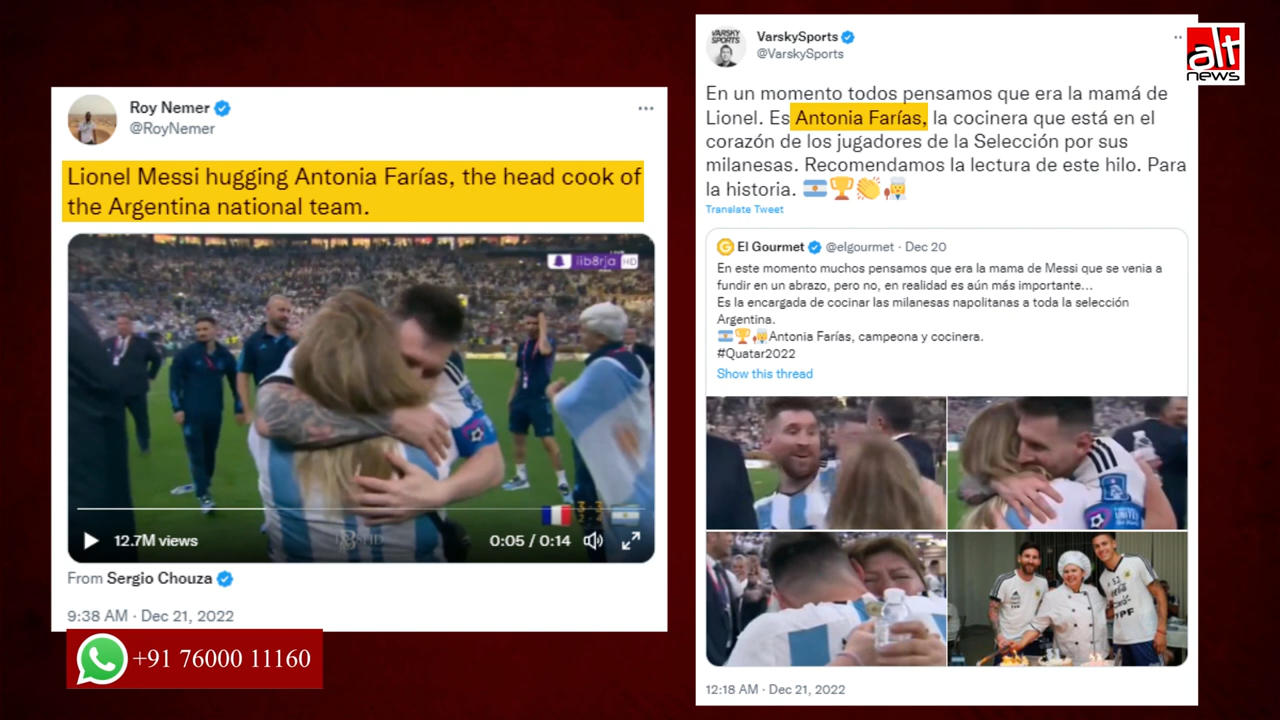 Roy Nemer
@RoyNemer
Lionel Messi hugging Antonia Farías, the head cook of
the Argentina national team.
iib8rja HD
12.7M views
0:05 / 0:14
From Sergio Chouza
9:38 AM · Dec 21, 2022
+91 76000 11160
VARSKY
SPORTS
VarskySports
@VarskySports
alt
news
En un momento todos pensamos que era la mamá de
Lionel. Es Antonia Farías, la cocinera que está en el
corazón de los jugadores de la Selección por sus
milanesas. Recomendamos la lectura de este hilo. Para
la historia. 🇦🇷🏆👏👩‍🍳
Translate Tweet
El Gourmet @elgourmet · Dec 20
En este momento muchos pensamos que era la mama de Messi que se venia a
fundir en un abrazo, pero no, en realidad es aún más importante...
Es la encargada de cocinar las milanesas napolitanas a toda la selección
Argentina.
🇦🇷🏆👩‍🍳Antonia Farías, campeona y cocinera.
#Quatar2022
Show this thread
12:18 AM · Dec 21, 2022